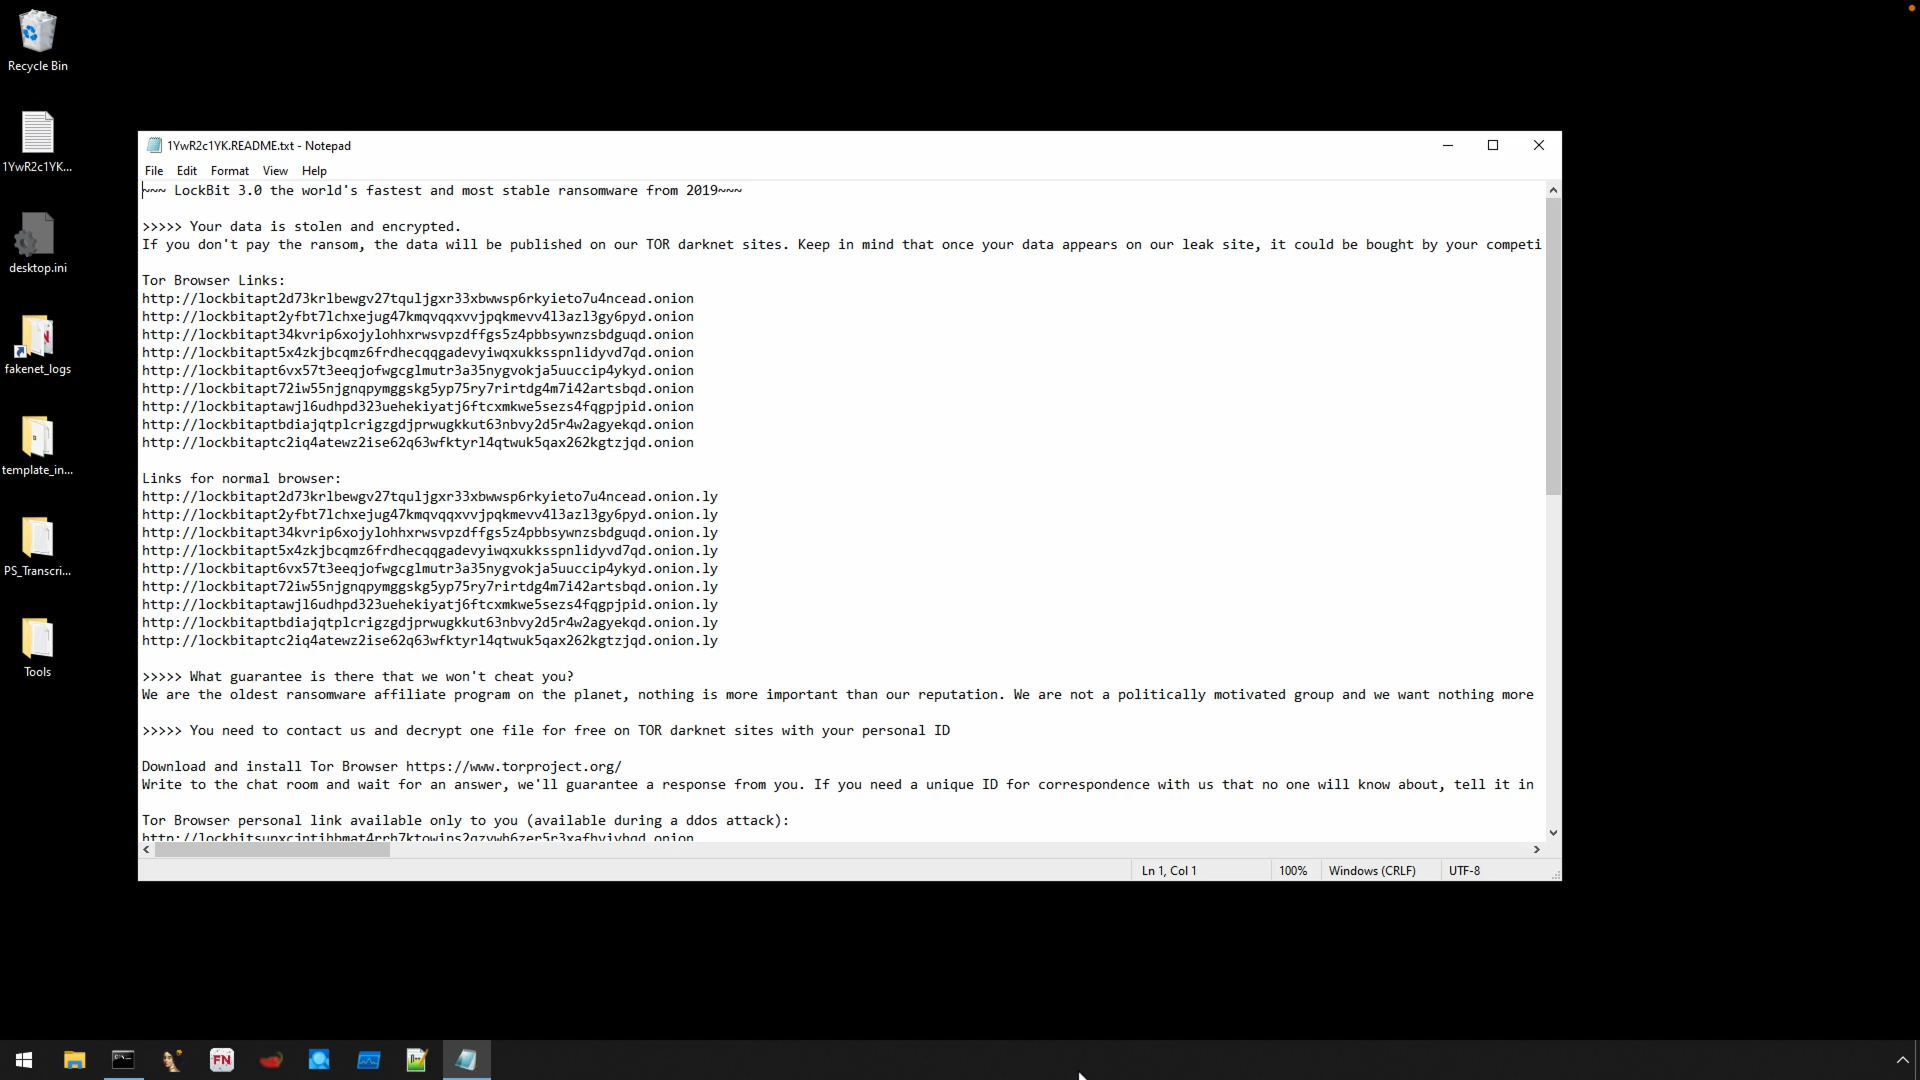 Recycle Bin
1YwR2c1YK...
desktop.ini
fakenet_logs
template_in...
PS_Transcri...
Tools
1YwR2c1YK.README.txt - Notepad
File Edit Format View Help
~~~ LockBit 3.0 the world's fastest and most stable ransomware from 2019~~~
>>>>> Your data is stolen and encrypted.
If you don't pay the ransom, the data will be published on our TOR darknet sites. Keep in mind that once your data appears on our leak site, it could be bought by your competi
Tor Browser Links:
http://lockbitapt2d73krlbewgv27tquljgxr33xbwwsp6rkyieto7u4ncead.onion
http://lockbitapt2yfbt7lchxejug47kmqvqqxvvjpqkmevv4l3azl3gy6pyd.onion
http://lockbitapt34kvrip6xojylohhxrwsvpzdffgs5z4pbbsywnzsbdguqd.onion
http://lockbitapt5x4zkjbcqmz6frdhecqqgadevyiwqxukksspnlidyvd7qd.onion
http://lockbitapt6vx57t3eeqjofwgcglmutr3a35nygvokja5uuccip4ykyd.onion
http://lockbitapt72iw55njgnqpymggskg5yp75ry7rirtdg4m7i42artsbqd.onion
http://lockbitaptawjl6udhpd323uehekiyatj6ftcxmkwe5sezs4fqgpjpid.onion
http://lockbitaptbdiajqtplcrigzgdjprwugkkut63nbvy2d5r4w2agyekqd.onion
http://lockbitaptc2iq4atewz2ise62q63wfktyrl4qtwuk5qax262kgtzjqd.onion
Links for normal browser:
http://lockbitapt2d73krlbewgv27tquljgxr33xbwwsp6rkyieto7u4ncead.onion.ly
http://lockbitapt2yfbt7lchxejug47kmqvqqxvvjpqkmevv4l3azl3gy6pyd.onion.ly
http://lockbitapt34kvrip6xojylohhxrwsvpzdffgs5z4pbbsywnzsbdguqd.onion.ly
http://lockbitapt5x4zkjbcqmz6frdhecqqgadevyiwqxukksspnlidyvd7qd.onion.ly
http://lockbitapt6vx57t3eeqjofwgcglmutr3a35nygvokja5uuccip4ykyd.onion.ly
http://lockbitapt72iw55njgnqpymggskg5yp75ry7rirtdg4m7i42artsbqd.onion.ly
http://lockbitaptawjl6udhpd323uehekiyatj6ftcxmkwe5sezs4fqgpjpid.onion.ly
http://lockbitaptbdiajqtplcrigzgdjprwugkkut63nbvy2d5r4w2agyekqd.onion.ly
http://lockbitaptc2iq4atewz2ise62q63wfktyrl4qtwuk5qax262kgtzjqd.onion.ly
>>>>> What guarantee is there that we won't cheat you?
We are the oldest ransomware affiliate program on the planet, nothing is more important than our reputation. We are not a politically motivated group and we want nothing more
>>>>> You need to contact us and decrypt one file for free on TOR darknet sites with your personal ID
Download and install Tor Browser https://www.torproject.org/
Write to the chat room and wait for an answer, we'll guarantee a response from you. If you need a unique ID for correspondence with us that no one will know about, tell it in
Tor Browser personal link available only to you (available during a ddos attack):
Ln 1, Col 1 100% Windows (CRLF) UTF-8
FN